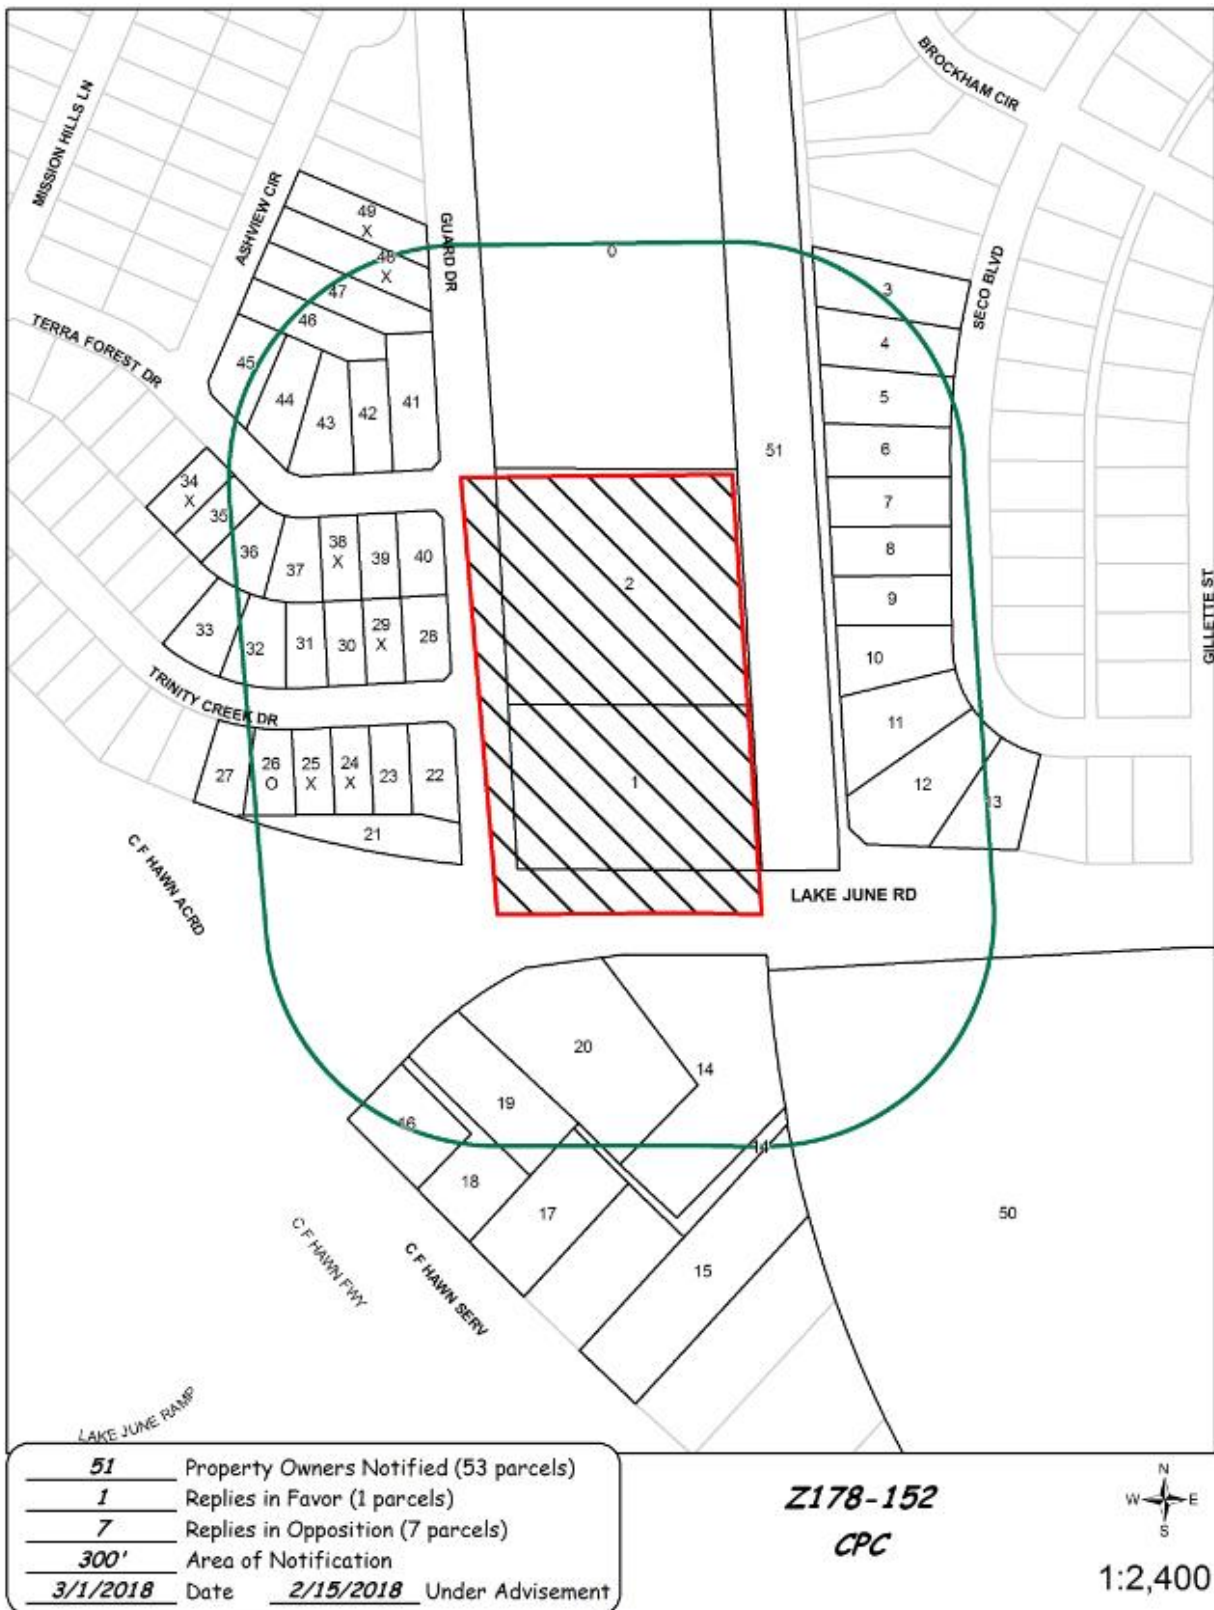 BROCKHAM CIR
MISSION HILLS LN
ASHVIEW CIR
GUARD DR
49
X
48
X
0
47
46
3
SECO BLVD
TERRA FOREST DR
4
45
44
43
42
41
5
51
6
34
X
35
7
36
37
38
X
39
40
8
2
GILLETTE ST
9
33
32
31
30
29
X
28
10
TRINITY CREEK DR
11
27
26
O
25
X
24
X
23
22
1
12
13
21
C F HAWN ACRD
LAKE JUNE RD
20
14
19
16
14
18
17
50
15
C F HAWN FWY
C F HAWN SERV
LAKE JUNE RAMP
51 Property Owners Notified (53 parcels)
1 Replies in Favor (1 parcels)
7 Replies in Opposition (7 parcels)
300' Area of Notification
3/1/2018 Date 2/15/2018 Under Advisement
Z178-152
CPC
N
W E
S
1:2,400